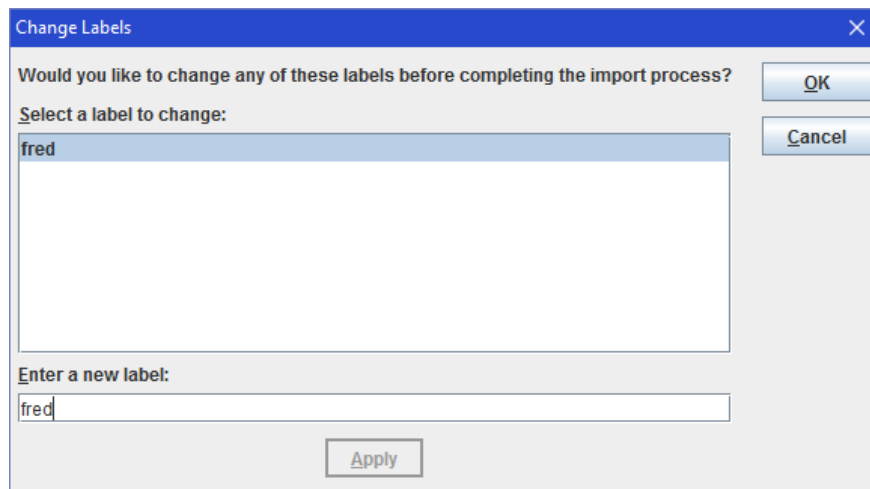 Change Labels
Would you like to change any of these labels before completing the import process?
OK
Select a label to change:
Cancel
fred
Enter a new label:
fred
Apply